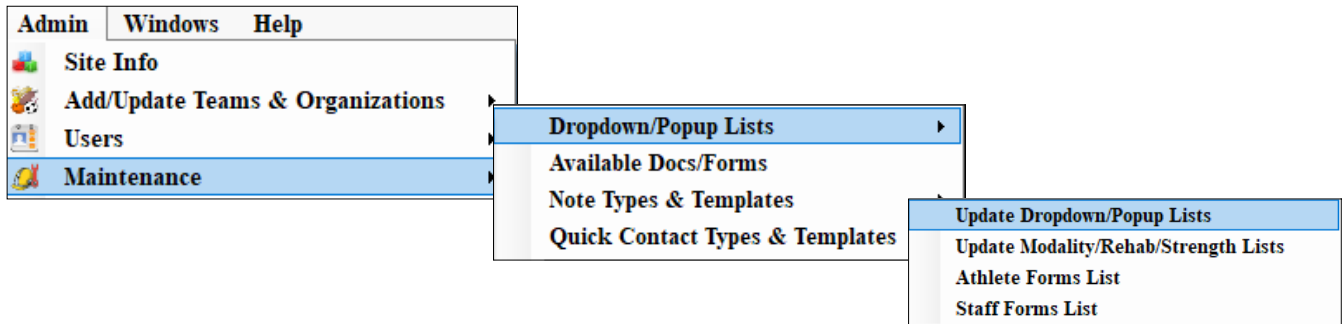 Admin Windows Help
Site Info
Add/Update Teams & Organizations
Users
Maintenance
Dropdown/Popup Lists
Available Docs/Forms
Note Types & Templates
Quick Contact Types & Templates
Update Dropdown/Popup Lists
Update Modality/Rehab/Strength Lists
Athlete Forms List
Staff Forms List